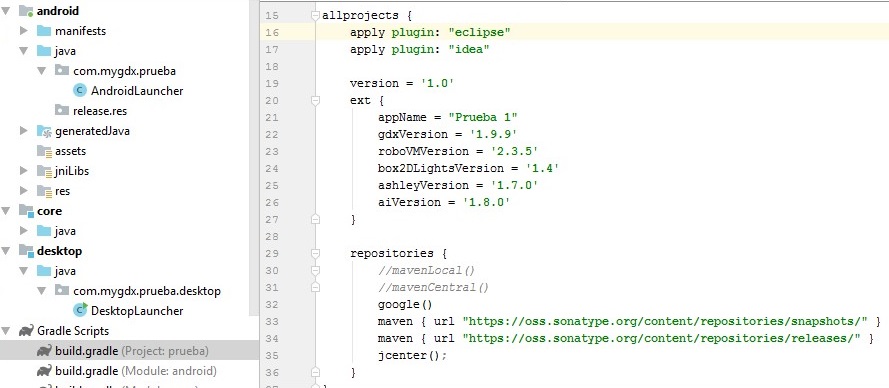 android
manifests
java
com.mygdx.prueba
AndroidLauncher
release.res
generatedJava
assets
jniLibs
res
core
java
desktop
java
com.mygdx.prueba.desktop
DesktopLauncher
Gradle Scripts
build.gradle (Project: prueba)
build.gradle (Module: android)
15 allprojects {
16 apply plugin: "eclipse"
17 apply plugin: "idea"
18
19 version = '1.0'
20 ext {
21 appName = "Prueba 1"
22 gdxVersion = '1.9.9'
23 roboVMVersion = '2.3.5'
24 box2DLightsVersion = '1.4'
25 ashleyVersion = '1.7.0'
26 aiVersion = '1.8.0'
27 }
28
29 repositories {
30 //mavenLocal()
31 //mavenCentral()
32 google()
33 maven { url "https://oss.sonatype.org/content/repositories/snapshots/" }
34 maven { url "https://oss.sonatype.org/content/repositories/releases/" }
35 jcenter();
36 }